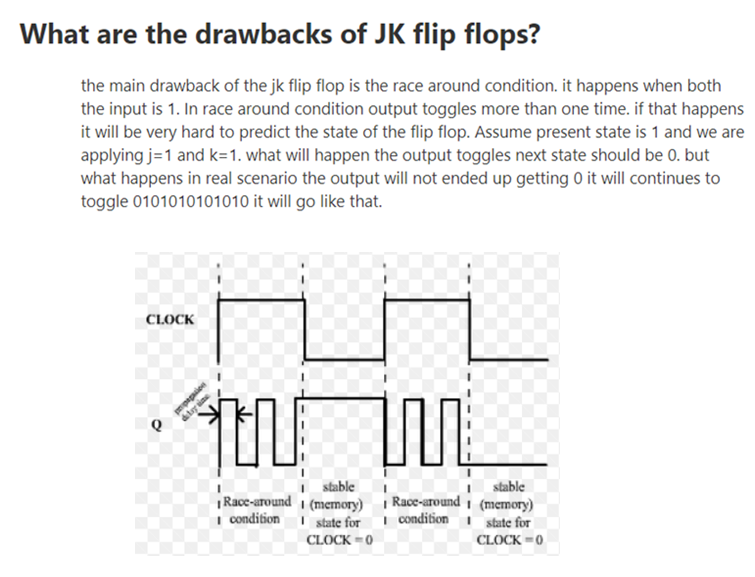 What are the drawbacks of JK flip flops?
the main drawback of the jk flip flop is the race around condition. it happens when both
the input is 1. In race around condition output toggles more than one time. if that happens
it will be very hard to predict the state of the flip flop. Assume present state is 1 and we are
applying j=1 and k=1. what will happen the output toggles next state should be 0. but
what happens in real scenario the output will not ended up getting 0 it will continues to
toggle 0101010101010 it will go like that.
CLOCK
propagation
delay time
Q
Race-around
condition
stable
(memory)
state for
CLOCK = 0
Race-around
condition
stable
(memory)
state for
CLOCK = 0